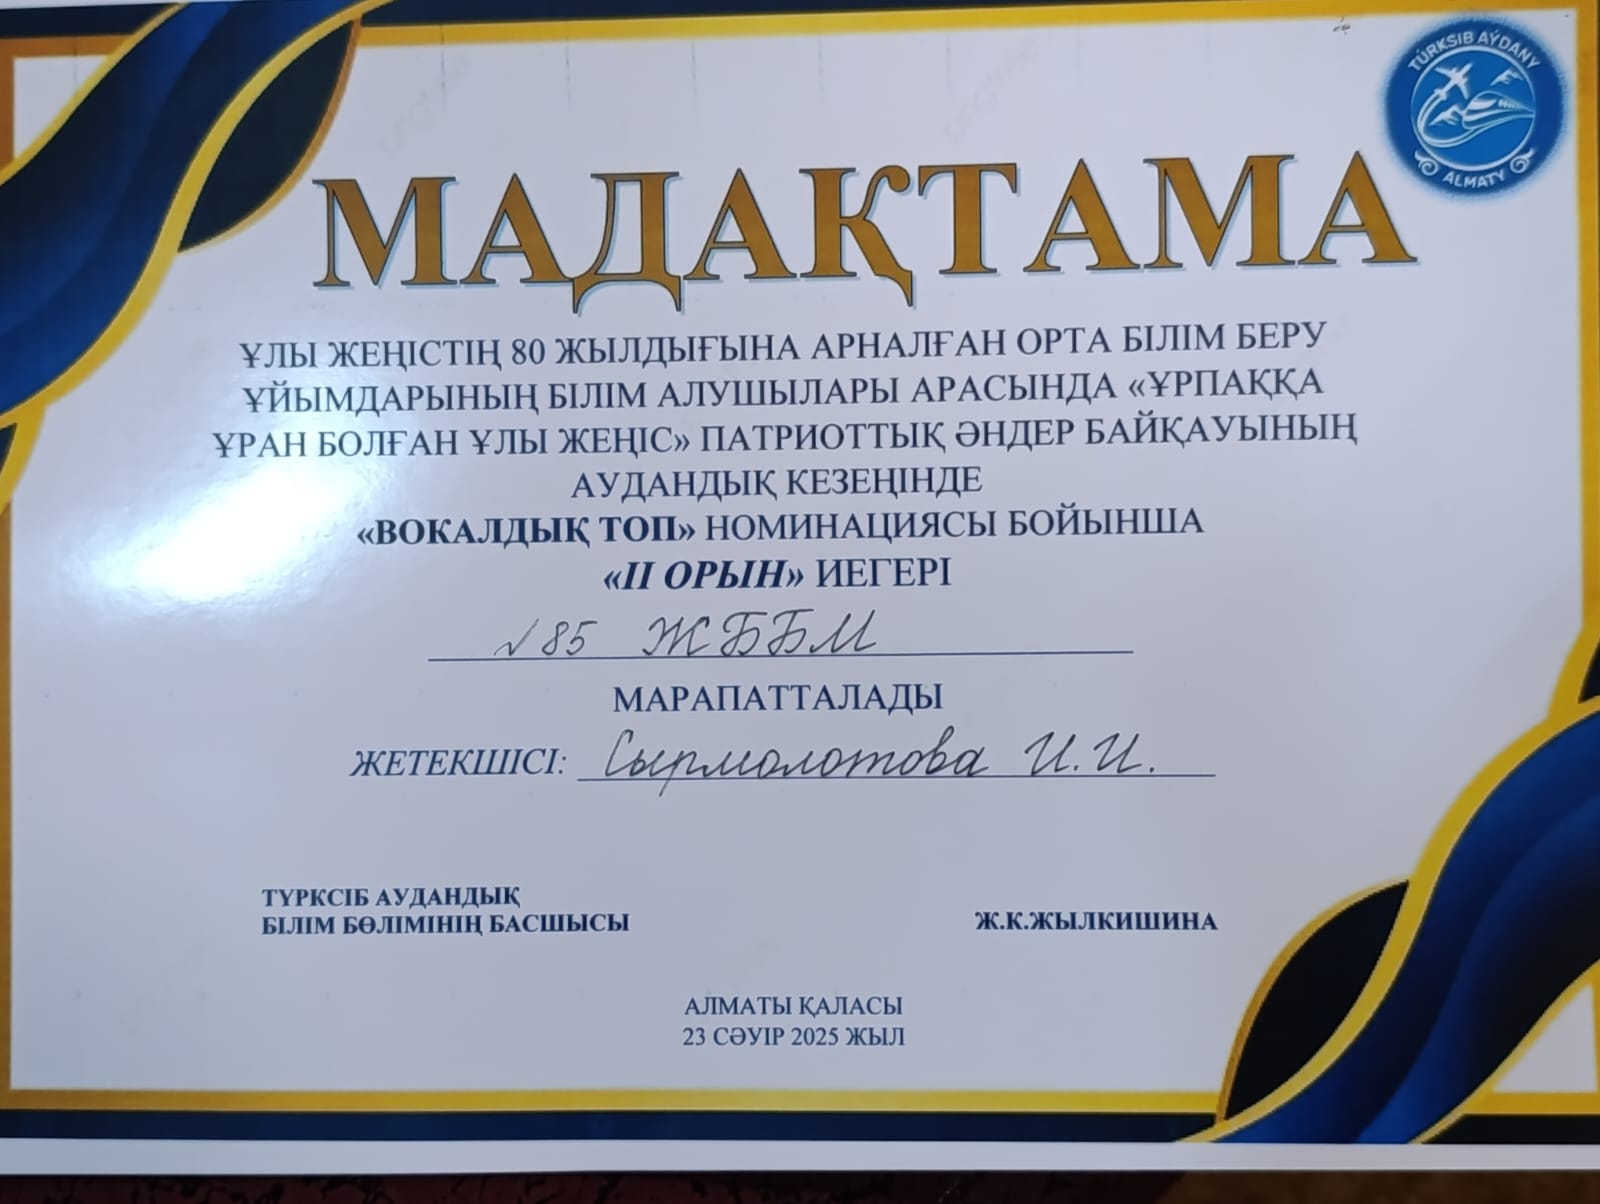 TÚRKSIB AÝDANY
ALMATY
МАДАҚТАМА
ҰЛЫ ЖЕҢІСТІҢ 80 ЖЫЛДЫҒЫНА АРНАЛҒАН ОРТА БІЛІМ БЕРУ
ҰЙЫМДАРЫНЫҢ БІЛІМ АЛУШЫЛАРЫ АРАСЫНДА «ҰРПАҚҚА
ҰРАН БОЛҒАН ҰЛЫ ЖЕҢІС» ПАТРИОТТЫҚ ӘНДЕР БАЙҚАУЫНЫҢ
АУДАНДЫҚ КЕЗЕҢІНДЕ
«ВОКАЛДЫҚ ТОП» НОМИНАЦИЯСЫ БОЙЫНША
«ІІ ОРЫН» ИЕГЕРІ
№85 ЖББМ
МАРАПАТТАЛАДЫ
ЖЕТЕКШІСІ: Сырмолотова И.И.
ТҮРКСІБ АУДАНДЫҚ
БІЛІМ БӨЛІМІНІҢ БАСШЫСЫ
Ж.К.ЖЫЛКИШИНА
АЛМАТЫ ҚАЛАСЫ
23 СӘУІР 2025 ЖЫЛ